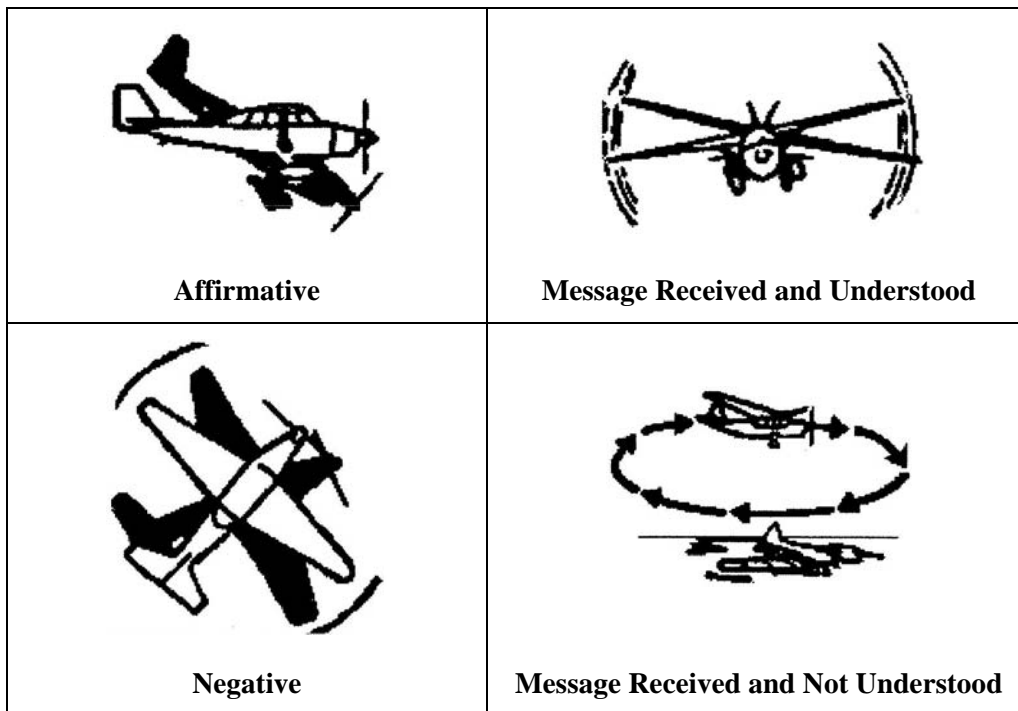 Affirmative
Message Received and Understood
Negative
Message Received and Not Understood